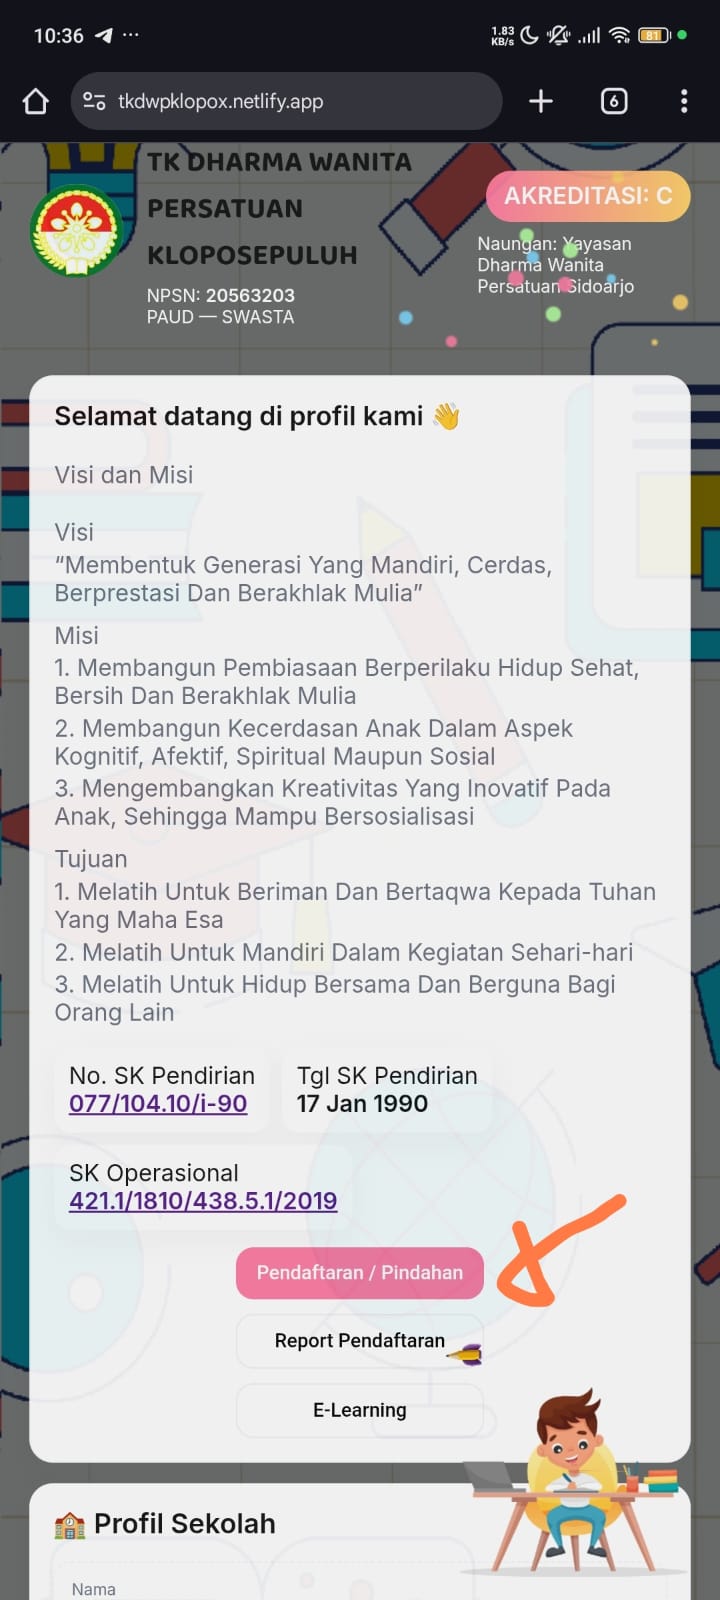 10:36
1.83
KB/s
81
tkdwpklopox.netlify.app
6
TK DHARMA WANITA
PERSATUAN
KLOPOSEPULUH
NPSN: 20563203
PAUD — SWASTA
AKREDITASI: C
Naungan: Yayasan
Dharma Wanita
Persatuan Sidoarjo
Selamat datang di profil kami 👋
Visi dan Misi
Visi
“Membentuk Generasi Yang Mandiri, Cerdas,
Berprestasi Dan Berakhlak Mulia”
Misi
1. Membangun Pembiasaan Berperilaku Hidup Sehat,
Bersih Dan Berakhlak Mulia
2. Membangun Kecerdasan Anak Dalam Aspek
Kognitif, Afektif, Spiritual Maupun Sosial
3. Mengembangkan Kreativitas Yang Inovatif Pada
Anak, Sehingga Mampu Bersosialisasi
Tujuan
1. Melatih Untuk Beriman Dan Bertaqwa Kepada Tuhan
Yang Maha Esa
2. Melatih Untuk Mandiri Dalam Kegiatan Sehari-hari
3. Melatih Untuk Hidup Bersama Dan Berguna Bagi
Orang Lain
No. SK Pendirian
077/104.10/i-90
Tgl SK Pendirian
17 Jan 1990
SK Operasional
421.1/1810/438.5.1/2019
Pendaftaran / Pindahan
Report Pendaftaran
E-Learning
🏫 Profil Sekolah
Nama